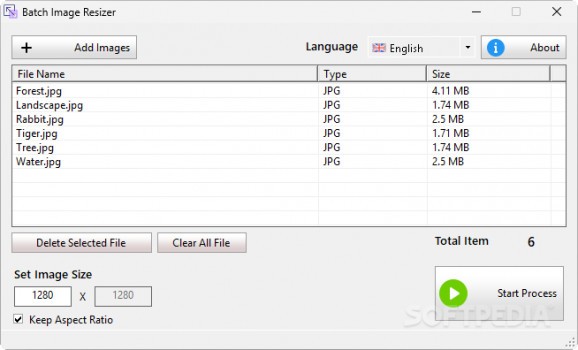 Batch Image Resizer
+ Add Images
Language English
About
File Name Type Size
Forest.jpg JPG 4.11 MB
Landscape.jpg JPG 1.74 MB
Rabbit.jpg JPG 2.5 MB
Tiger.jpg JPG 1.71 MB
Tree.jpg JPG 1.74 MB
Water.jpg JPG 2.5 MB
Delete Selected File Clear All File Total Item 6
Set Image Size
1280 X 1280
Start Process
Keep Aspect Ratio
SOFTPEDIA